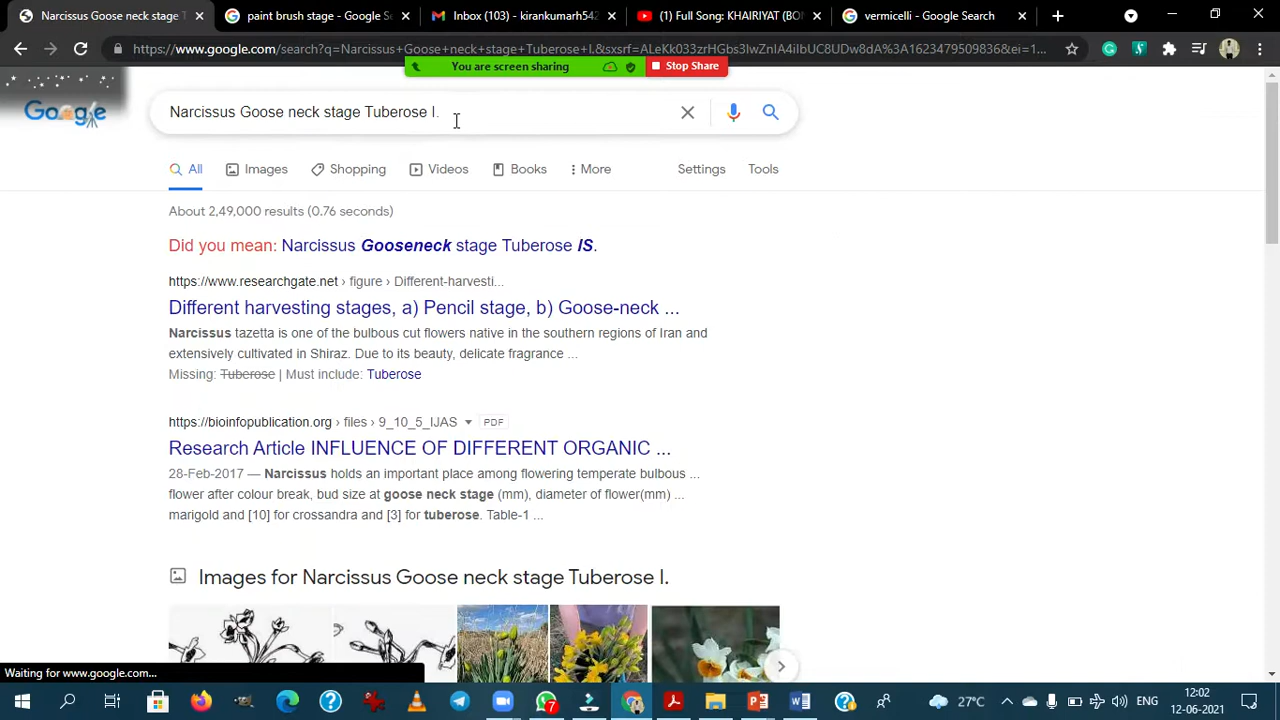 Narcissus Goose neck stage T
paint brush stage - Google Se
Inbox (103) - kirankumarh542
(1) Full Song: KHAIRIYAT (BON
vermicelli - Google Search
https://www.google.com/search?q=Narcissus+Goose+neck+stage+Tuberose+I.&sxsrf=ALeKk033zrHGbs3lwZnIA4iIbUC8UDw8dA%3A1623479509836&ei=1...
You are screen sharing
Stop Share
Google
Narcissus Goose neck stage Tuberose I.
All Images Shopping Videos Books More Settings Tools
About 2,49,000 results (0.76 seconds)
Did you mean: Narcissus Gooseneck stage Tuberose IS.
https://www.researchgate.net › figure › Different-harvesti...
Different harvesting stages, a) Pencil stage, b) Goose-neck ...
Narcissus tazetta is one of the bulbous cut flowers native in the southern regions of Iran and
extensively cultivated in Shiraz. Due to its beauty, delicate fragrance ...
Missing: Tuberose | Must include: Tuberose
https://bioinfopublication.org › files › 9_10_5_IJAS PDF
Research Article INFLUENCE OF DIFFERENT ORGANIC ...
28-Feb-2017 — Narcissus holds an important place among flowering temperate bulbous ...
flower after colour break, bud size at goose neck stage (mm), diameter of flower(mm) ...
marigold and [10] for crossandra and [3] for tuberose. Table-1 ...
Images for Narcissus Goose neck stage Tuberose I.
Waiting for www.google.com...
7
27°C
ENG
12:02
12-06-2021